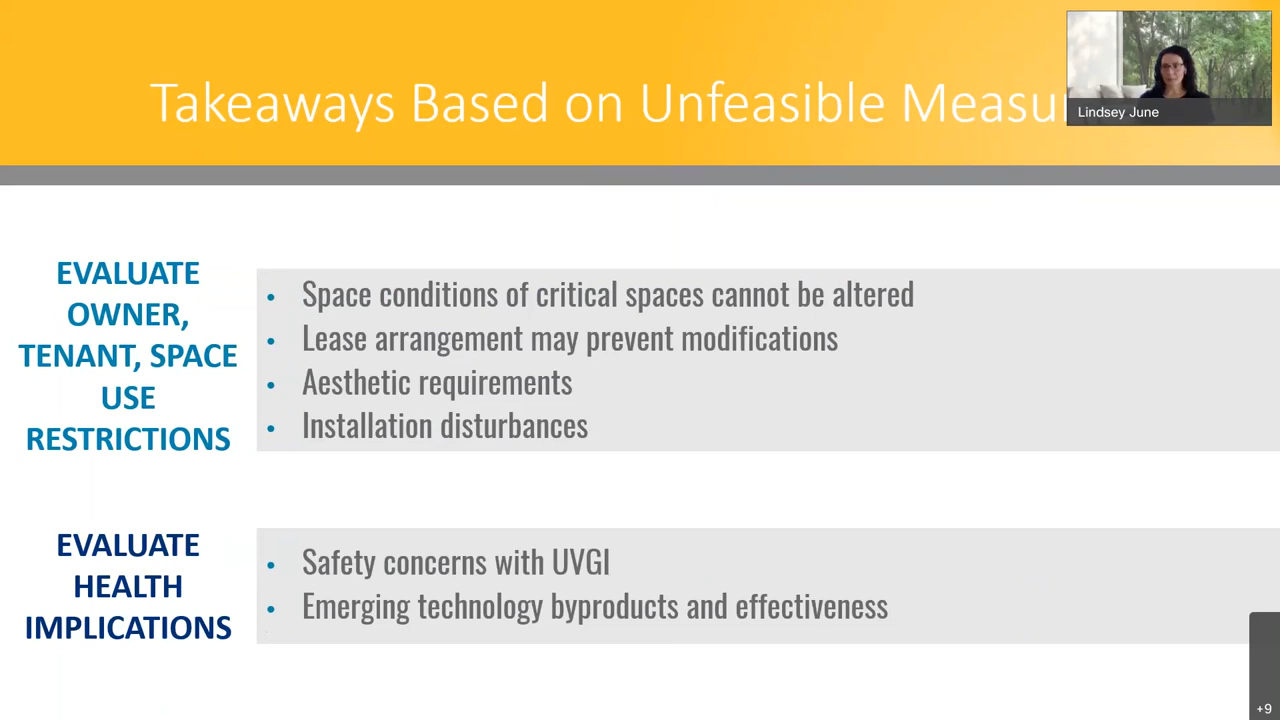 Takeaways Based on Unfeasible Measu
Lindsey June
EVALUATE
OWNER,
TENANT, SPACE
USE
RESTRICTIONS
• Space conditions of critical spaces cannot be altered
• Lease arrangement may prevent modifications
• Aesthetic requirements
• Installation disturbances
EVALUATE
HEALTH
IMPLICATIONS
• Safety concerns with UVGI
• Emerging technology byproducts and effectiveness
+9